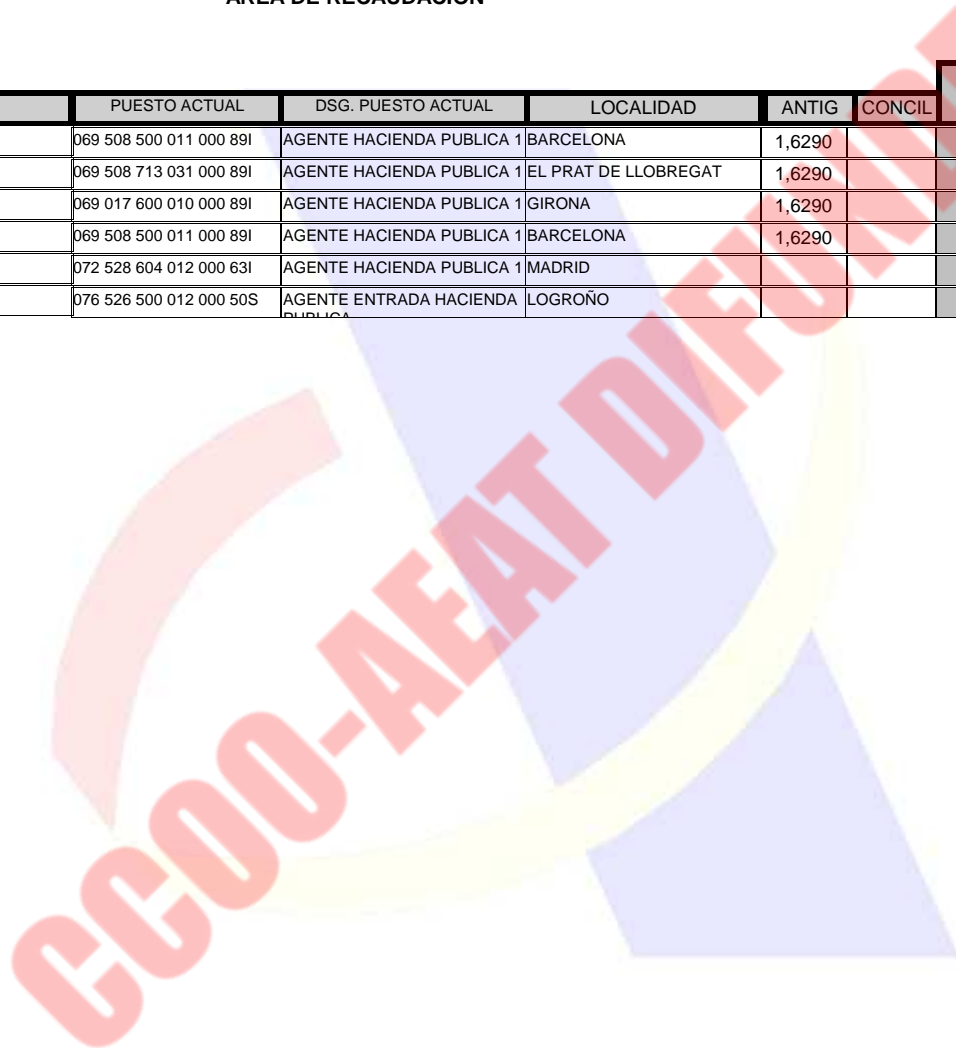 ÁREA DE RECAUDACIÓN
PUESTO ACTUAL DSG. PUESTO ACTUAL LOCALIDAD ANTIG CONCIL
069 508 500 011 000 89I AGENTE HACIENDA PUBLICA 1 BARCELONA 1,6290
069 508 713 031 000 89I AGENTE HACIENDA PUBLICA 1 EL PRAT DE LLOBREGAT 1,6290
069 017 600 010 000 89I AGENTE HACIENDA PUBLICA 1 GIRONA 1,6290
069 508 500 011 000 89I AGENTE HACIENDA PUBLICA 1 BARCELONA 1,6290
072 528 604 012 000 63I AGENTE HACIENDA PUBLICA 1 MADRID
076 526 500 012 000 50S AGENTE ENTRADA HACIENDA LOGROÑO
PUBLICA
CCOO-AEAT DIFUNDE